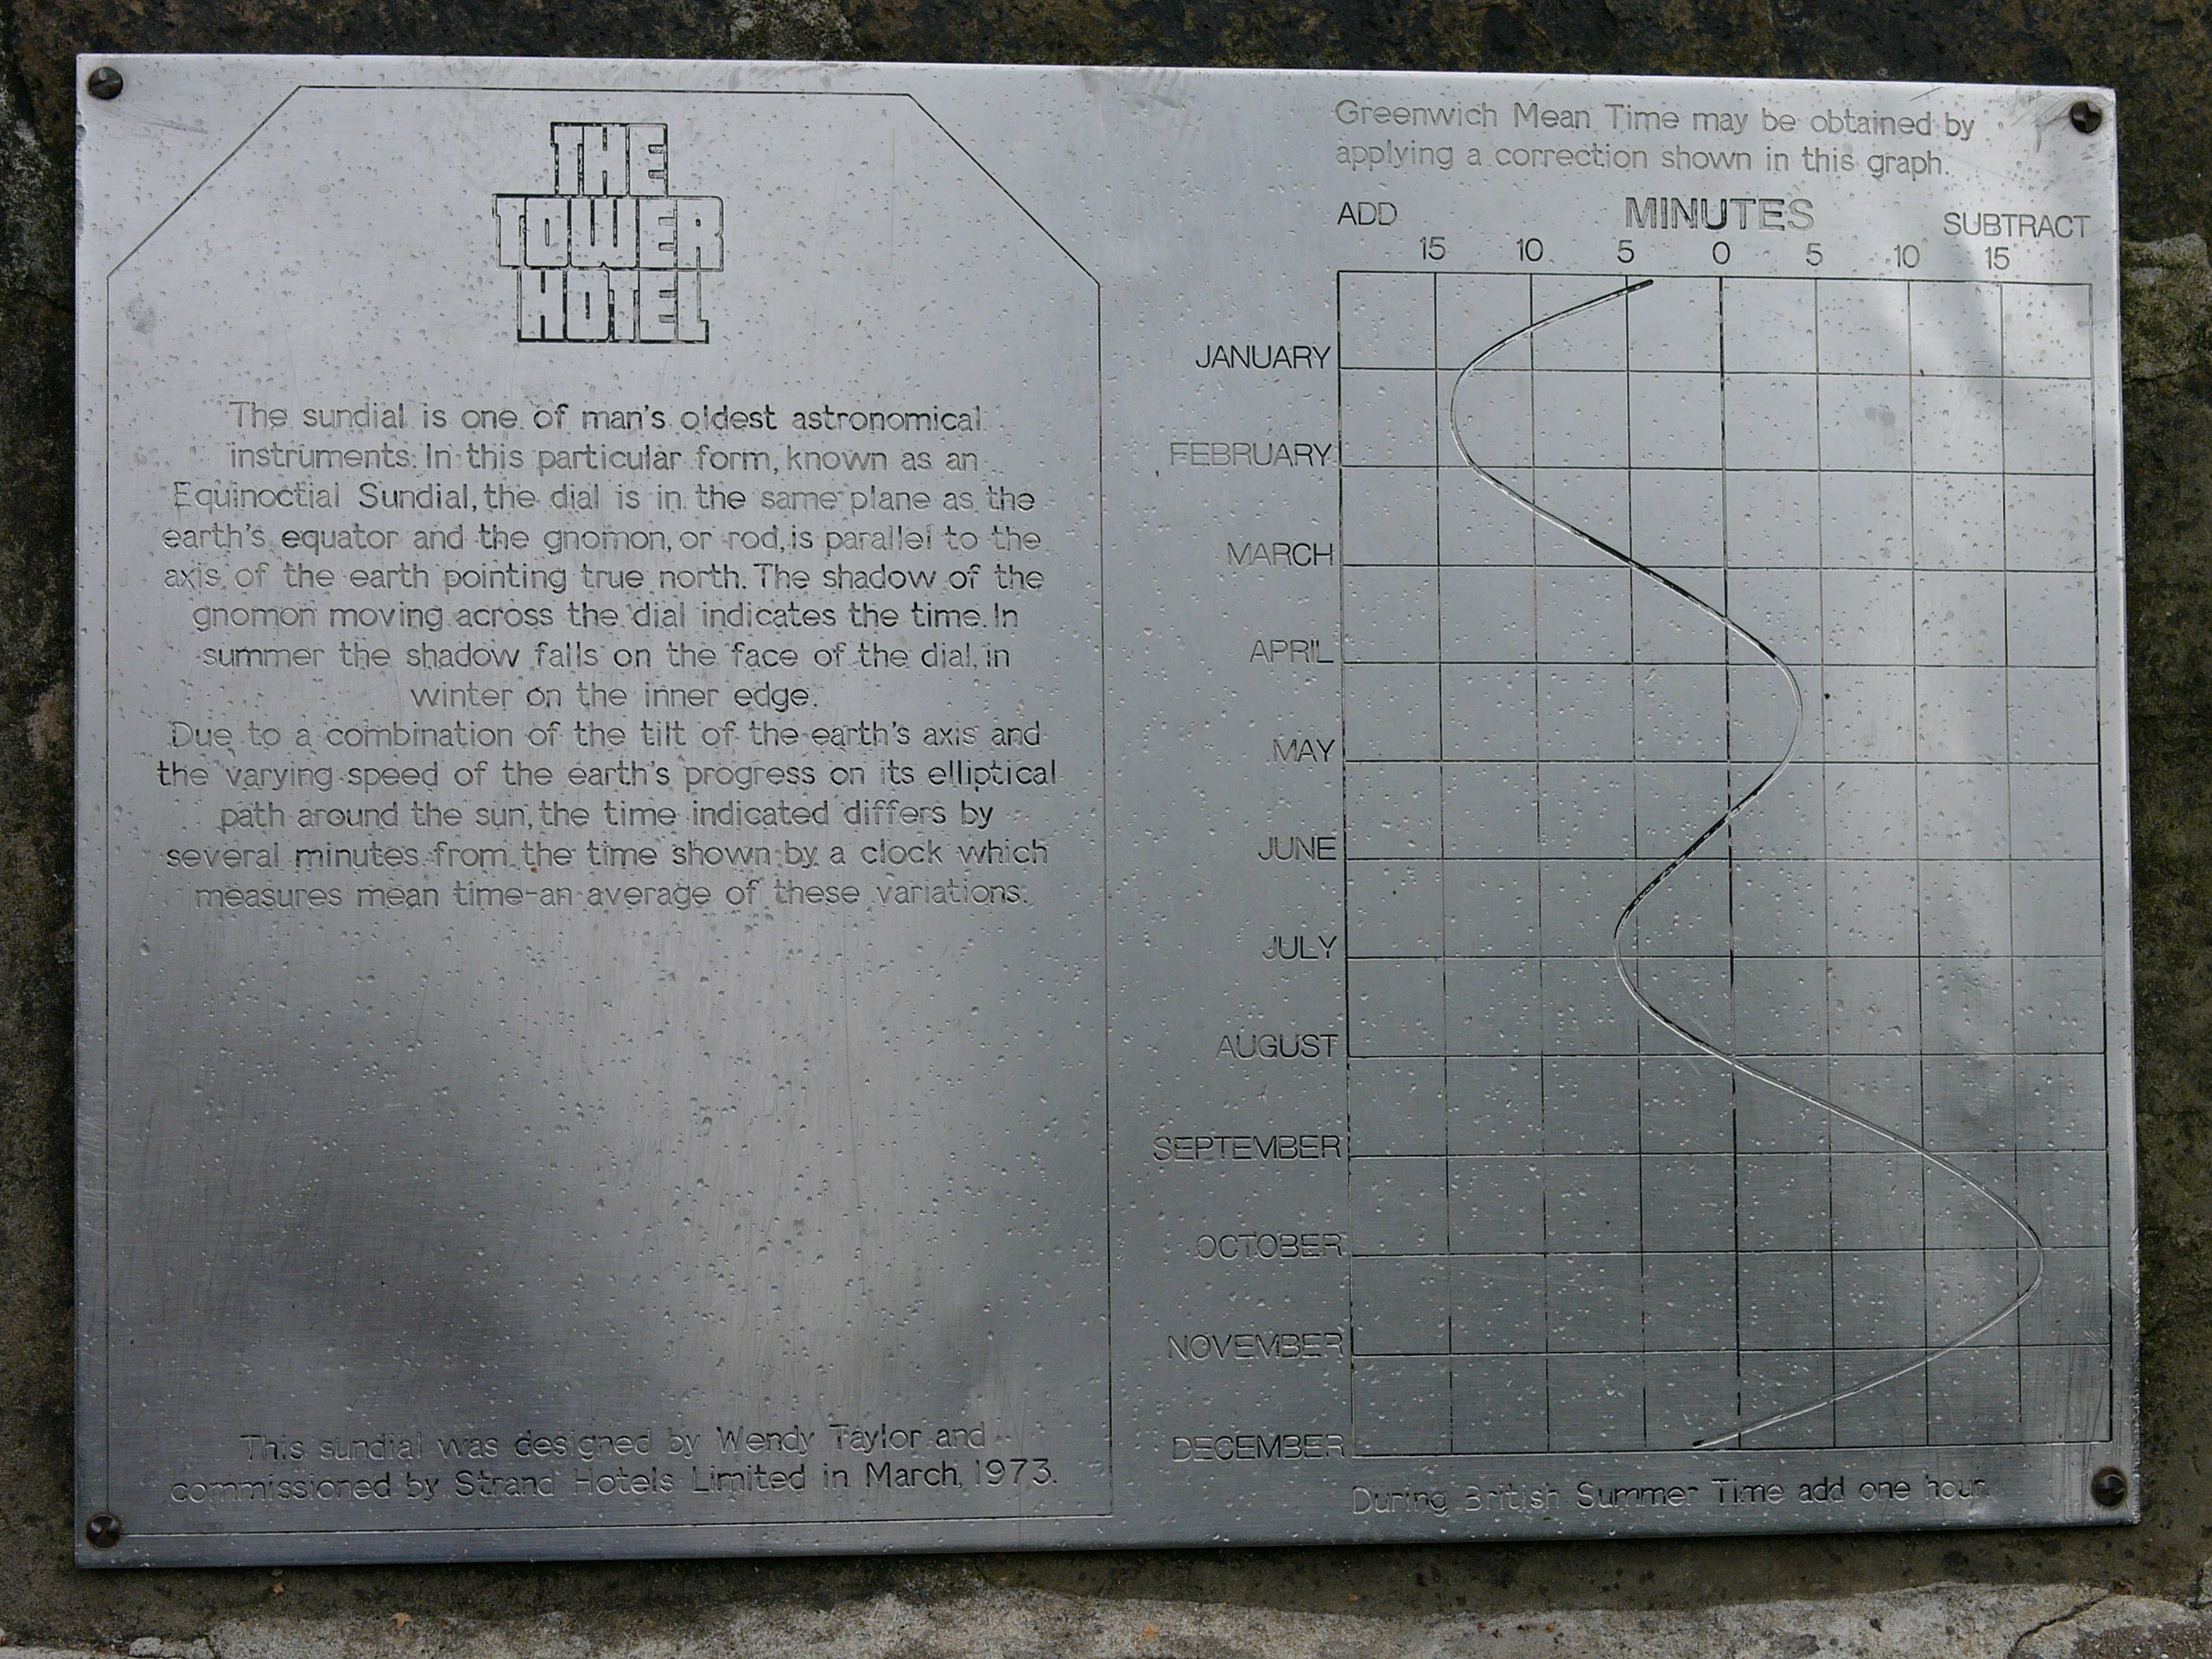 THE
TOWER
HOTEL
The sundial is one of man's oldest astronomical
instruments. In this particular form, known as an
Equinoctial Sundial, the dial is in the same plane as the
earth's equator and the gnomon, or rod, is parallel to the
axis of the earth pointing true north. The shadow of the
gnomon moving across the dial indicates the time. In
summer the shadow falls on the face of the dial, in
winter on the inner edge.
Due to a combination of the tilt of the earth's axis and
the varying speed of the earth's progress on its elliptical
path around the sun, the time indicated differs by
several minutes from the time shown by a clock which
measures mean time-an average of these variations.
This sundial was designed by Wendy Taylor and
commissioned by Strand Hotels Limited in March, 1973.
Greenwich Mean Time may be obtained by
applying a correction shown in this graph.
ADD MINUTES SUBTRACT
15 10 5 0 5 10 15
JANUARY
FEBRUARY
MARCH
APRIL
MAY
JUNE
JULY
AUGUST
SEPTEMBER
OCTOBER
NOVEMBER
DECEMBER
During British Summer Time add one hour.